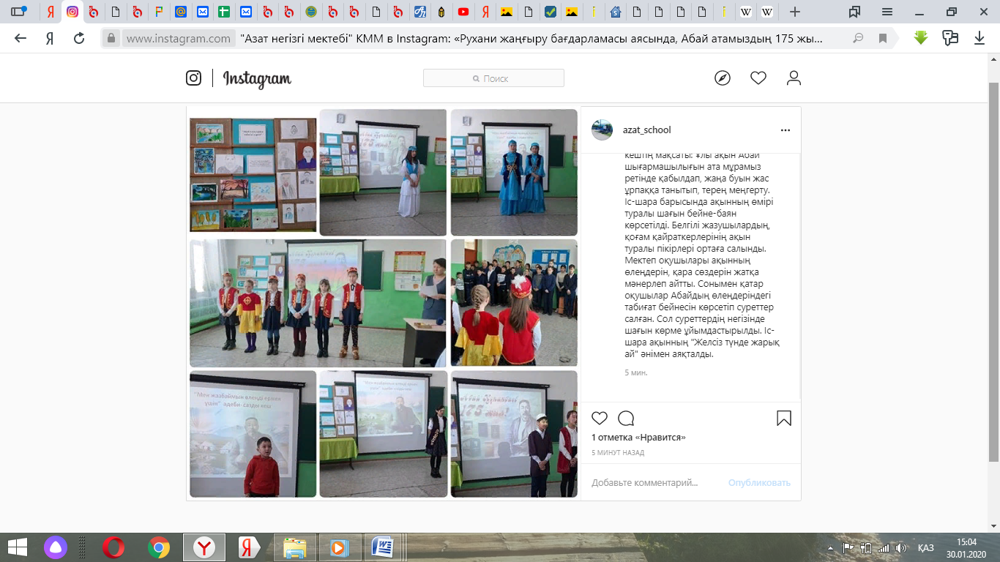 www.instagram.com "Азат негізгі мектебі" КММ в Instagram: «Рухани жаңғыру бағдарламасы аясында, Абай атамыздың 175 жы...
Instagram
Поиск
azat_school
кештің мақсаты: Ұлы ақын Абай
шығармашылығын ата мұрамыз
ретінде қабылдап, жаңа буын жас
ұрпаққа танытып, терең меңгерту.
Іс-шара барысында ақынның өмірі
туралы шағын бейне-баян
көрсетілді. Белгілі жазушылардың,
қоғам қайраткерлерінің ақын
туралы пікірлері ортаға салынды.
Мектеп оқушылары ақынның
өлеңдерін, қара сөздерін жатқа
мәнерлеп айтты. Сонымен қатар
оқушылар Абайдың өлеңдеріндегі
табиғат бейнесін көрсетіп суреттер
салған. Сол суреттердің негізінде
шағын көрме ұйымдастырылды. Іс-
шара ақынның "Желсіз түнде жарық
ай" әнімен аяқталды.
5 мин.
1 отметка «Нравится»
5 МИНУТ НАЗАД
Добавьте комментарий...
Опубликовать
"Мен жазбаймын өлеңді ермек
үшін" әдеби-сазды кеш
175 жыл!
ҚАЗ
15:04
30.01.2020